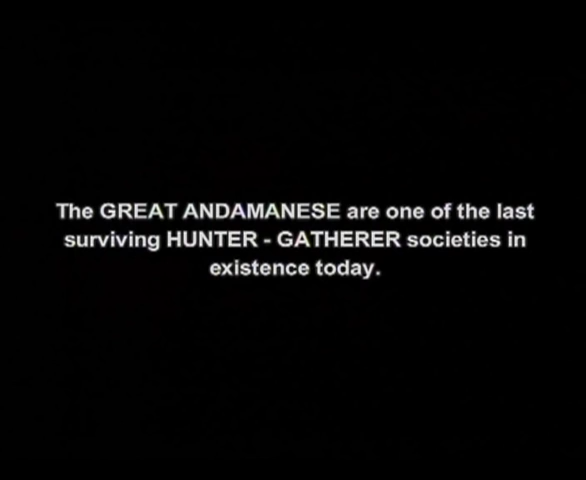 The GREAT ANDAMANESE are one of the last
surviving HUNTER - GATHERER societies in
existence today.